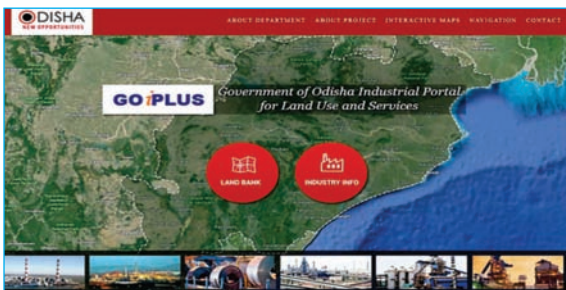 ODISHA
NEW OPPORTUNITIES
ABOUT DEPARTMENT ABOUT PROJECT INTERACTIVE MAPS NAVIGATION CONTACT
GO iPLUS
Government of Odisha Industrial Portal
for Land Use and Services
LAND BANK
INDUSTRY INFO